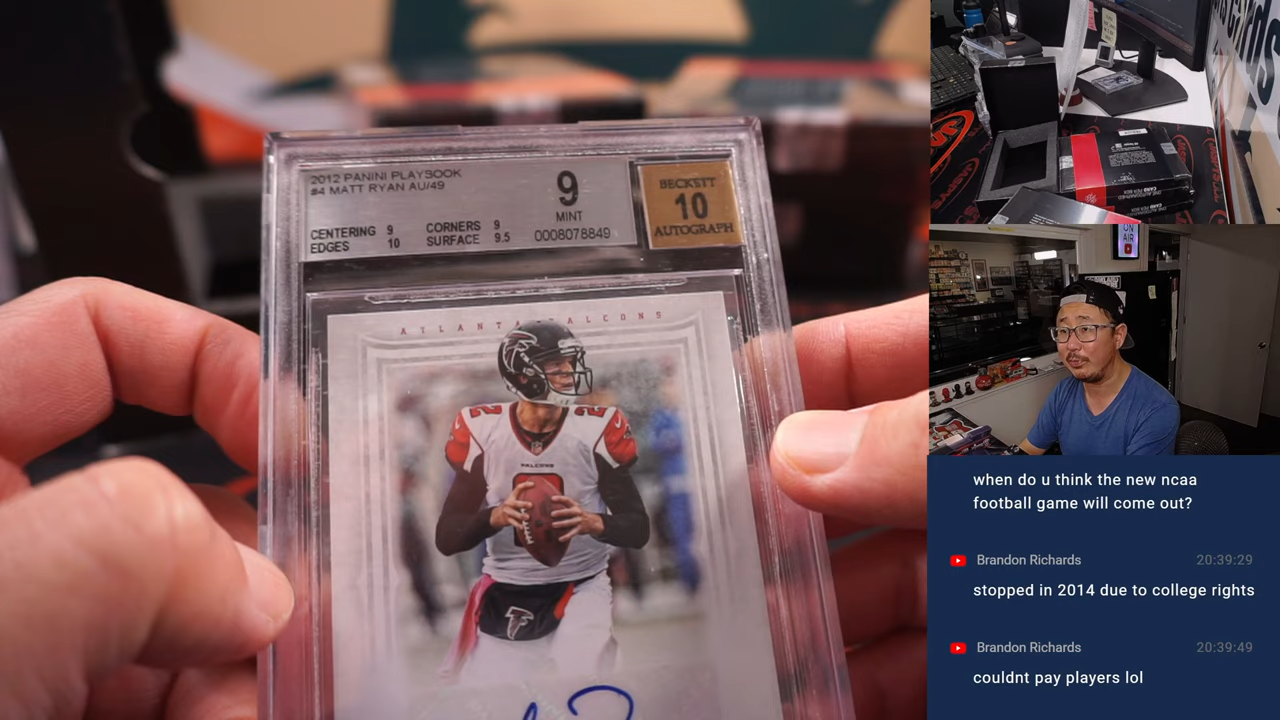 2012 PANINI PLAYBOOK
#4 MATT RYAN AU/49
CENTERING 9
EDGES 10
CORNERS 9
SURFACE 9.5
9
MINT
0008078849
BECKETT
10
AUTOGRAPH
ATLANTA FALCONS
FALCONS
ON
AIR
when do u think the new ncaa
football game will come out?
Brandon Richards 20:39:29
stopped in 2014 due to college rights
Brandon Richards 20:39:49
couldnt pay players lol